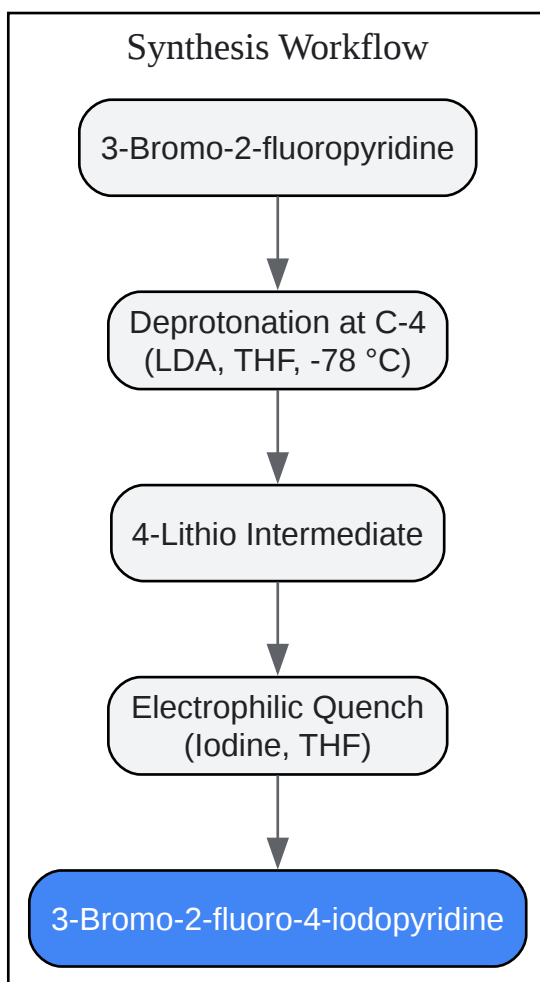 Synthesis Workflow
3-Bromo-2-fluoropyridine
Deprotonation at C-4
(LDA, THF, -78 °C)
4-Lithio Intermediate
Electrophilic Quench
(Iodine, THF)
3-Bromo-2-fluoro-4-iodopyridine